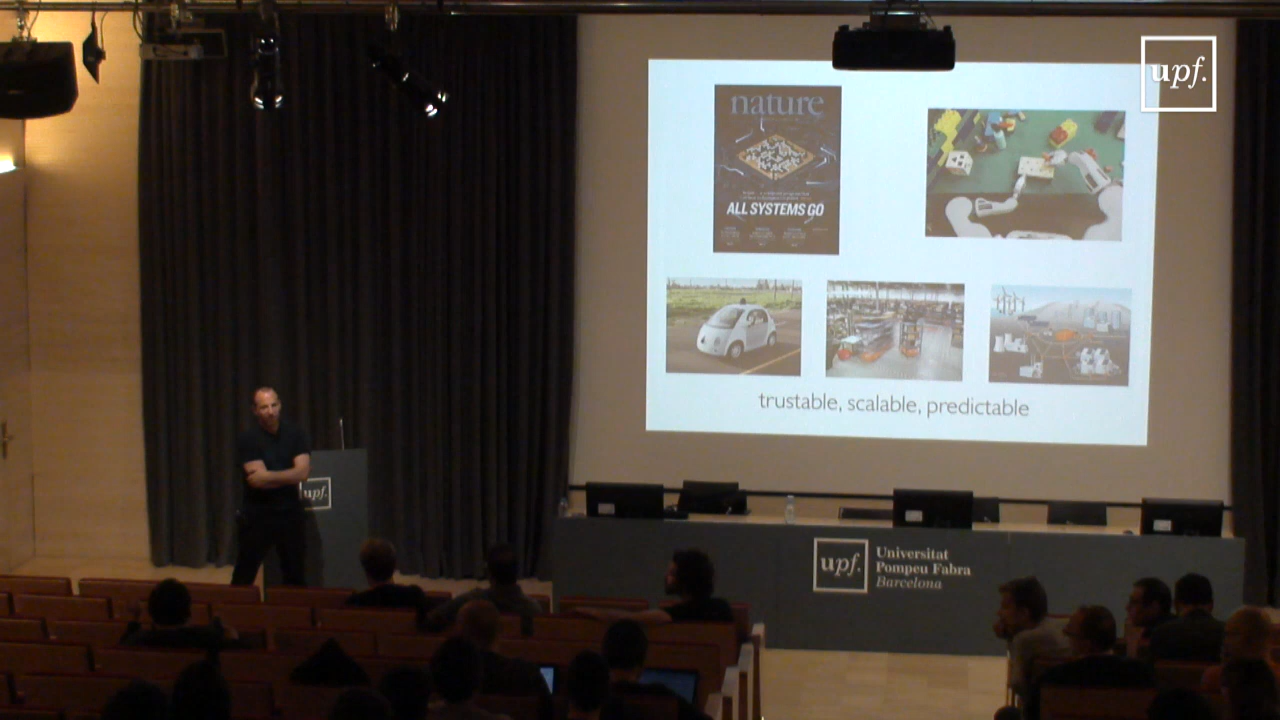 upf.
nature
ALL SYSTEMS GO
trustable, scalable, predictable
upf.
upf.
Universitat
Pompeu Fabra
Barcelona